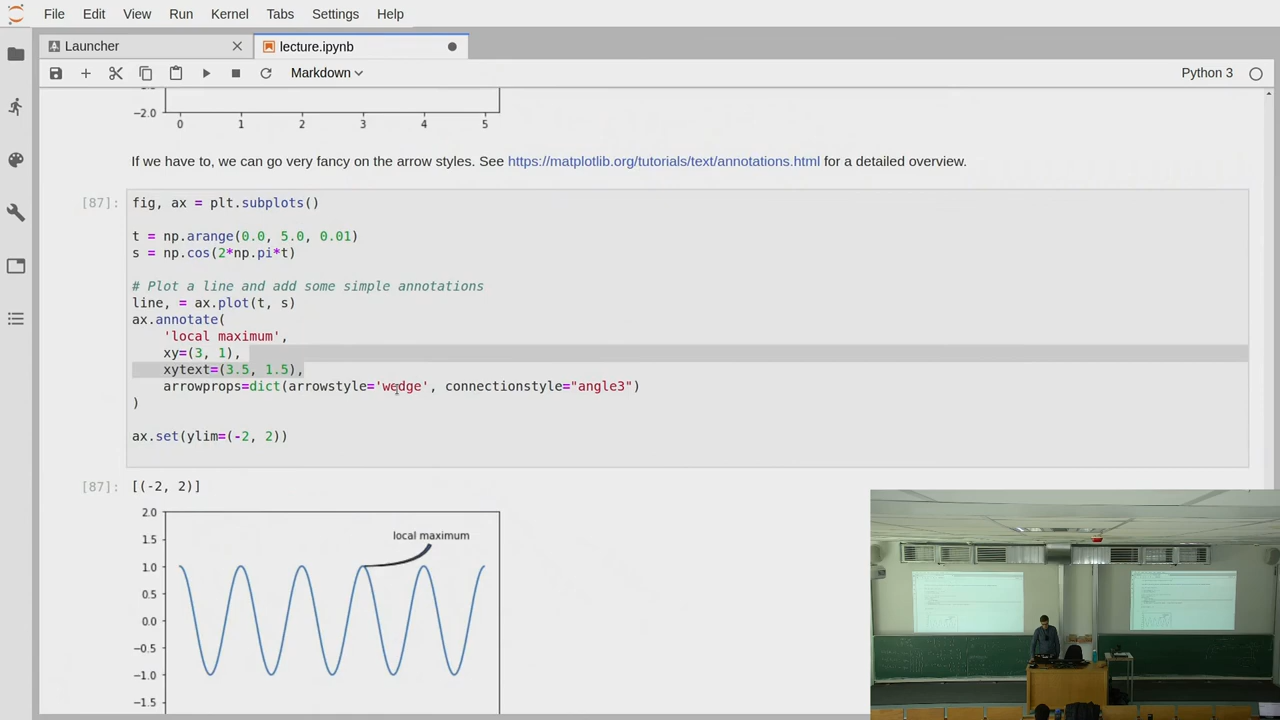 File Edit View Run Kernel Tabs Settings Help
Launcher
lecture.ipynb
Markdown
Python 3
−2.0
0 1 2 3 4 5
If we have to, we can go very fancy on the arrow styles. See https://matplotlib.org/tutorials/text/annotations.html for a detailed overview.
[87]:
fig, ax = plt.subplots()
t = np.arange(0.0, 5.0, 0.01)
s = np.cos(2*np.pi*t)
# Plot a line and add some simple annotations
line, = ax.plot(t, s)
ax.annotate(
'local maximum',
xy=(3, 1),
xytext=(3.5, 1.5),
arrowprops=dict(arrowstyle='wedge', connectionstyle="angle3")
)
ax.set(ylim=(-2, 2))
[87]: [(-2, 2)]
2.0
local maximum
1.5
1.0
0.5
0.0
−0.5
−1.0
−1.5